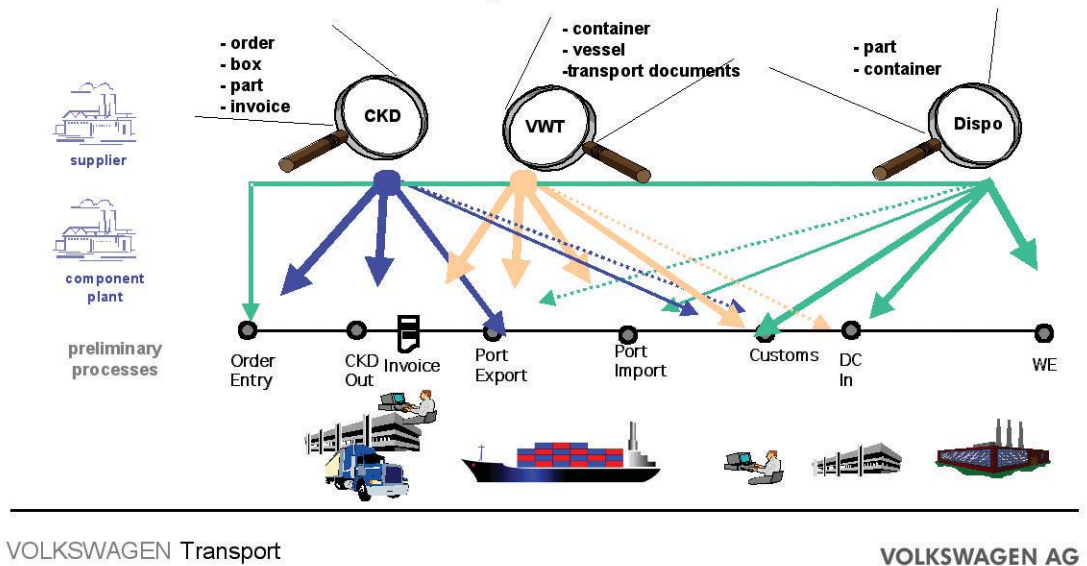 - order
- box
- part
- invoice
CKD
- container
- vessel
-transport documents
VWT
- part
- container
Dispo
supplier
component
plant
preliminary
processes
Order
Entry
CKD
Out
Invoice
Port
Export
Port
Import
Customs
DC
In
WE
VOLKSWAGEN Transport
VOLKSWAGEN AG